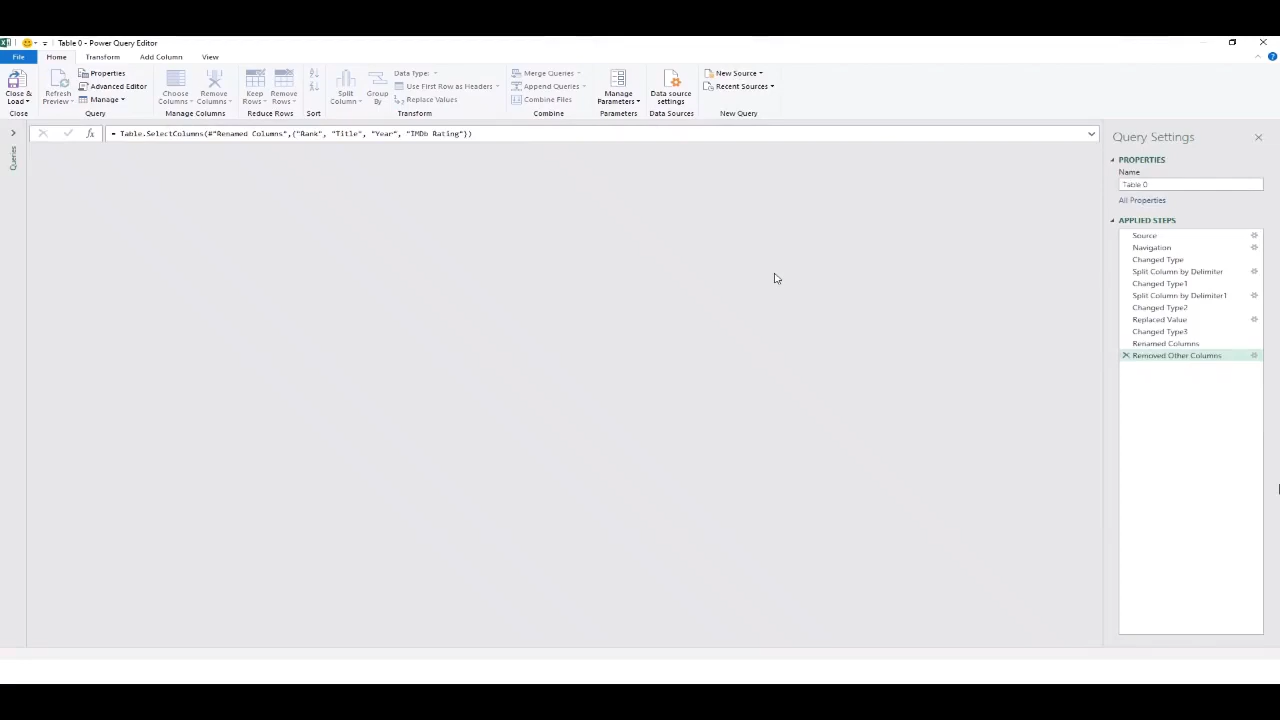 Table 0 - Power Query Editor
File Home Transform Add Column View
Close & Load
Close
Refresh Preview
Properties
Advanced Editor
Manage
Query
Choose Columns
Remove Columns
Manage Columns
Keep Rows
Remove Rows
Reduce Rows
Sort
Split Column
Group By
Data Type:
Use First Row as Headers
Replace Values
Transform
Merge Queries
Append Queries
Combine Files
Combine
Manage Parameters
Parameters
Data source settings
Data Sources
New Source
Recent Sources
New Query
fx
= Table.SelectColumns(#"Renamed Columns",{"Rank", "Title", "Year", "IMDb Rating"})
Queries
Query Settings
PROPERTIES
Name
Table 0
All Properties
APPLIED STEPS
Source
Navigation
Changed Type
Split Column by Delimiter
Changed Type1
Split Column by Delimiter1
Changed Type2
Replaced Value
Changed Type3
Renamed Columns
Removed Other Columns